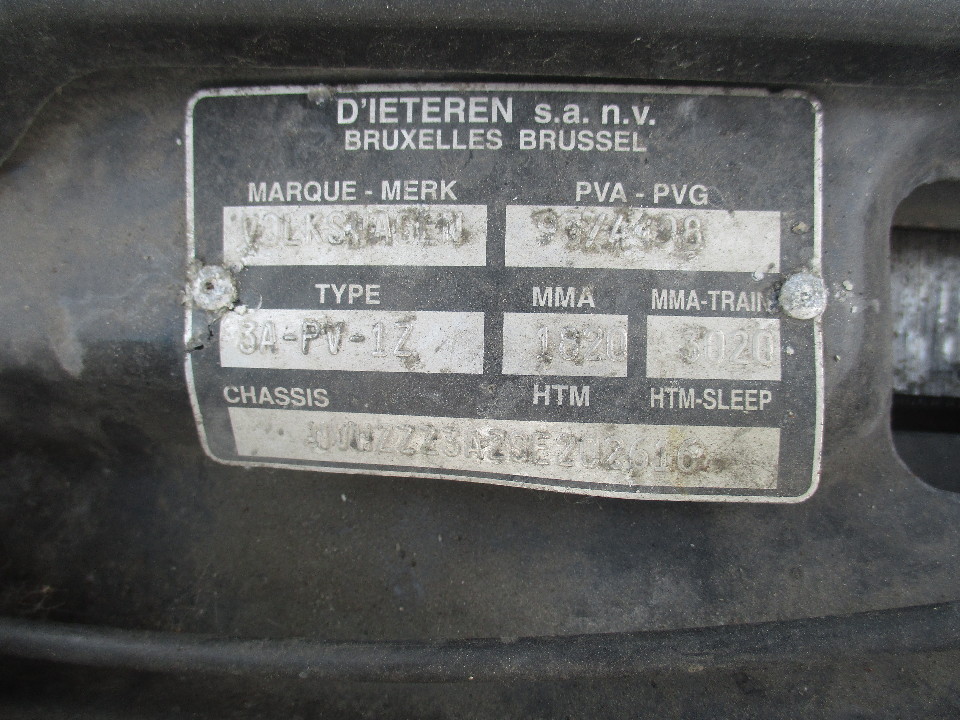 D'IETEREN s.a. n.v.
BRUXELLES BRUSSEL
MARQUE - MERK PVA - PVG
VOLKSWAGEN
TYPE MMA MMA-TRAIN
3A-PV-1Z 1820 3020
CHASSIS HTM HTM-SLEEP